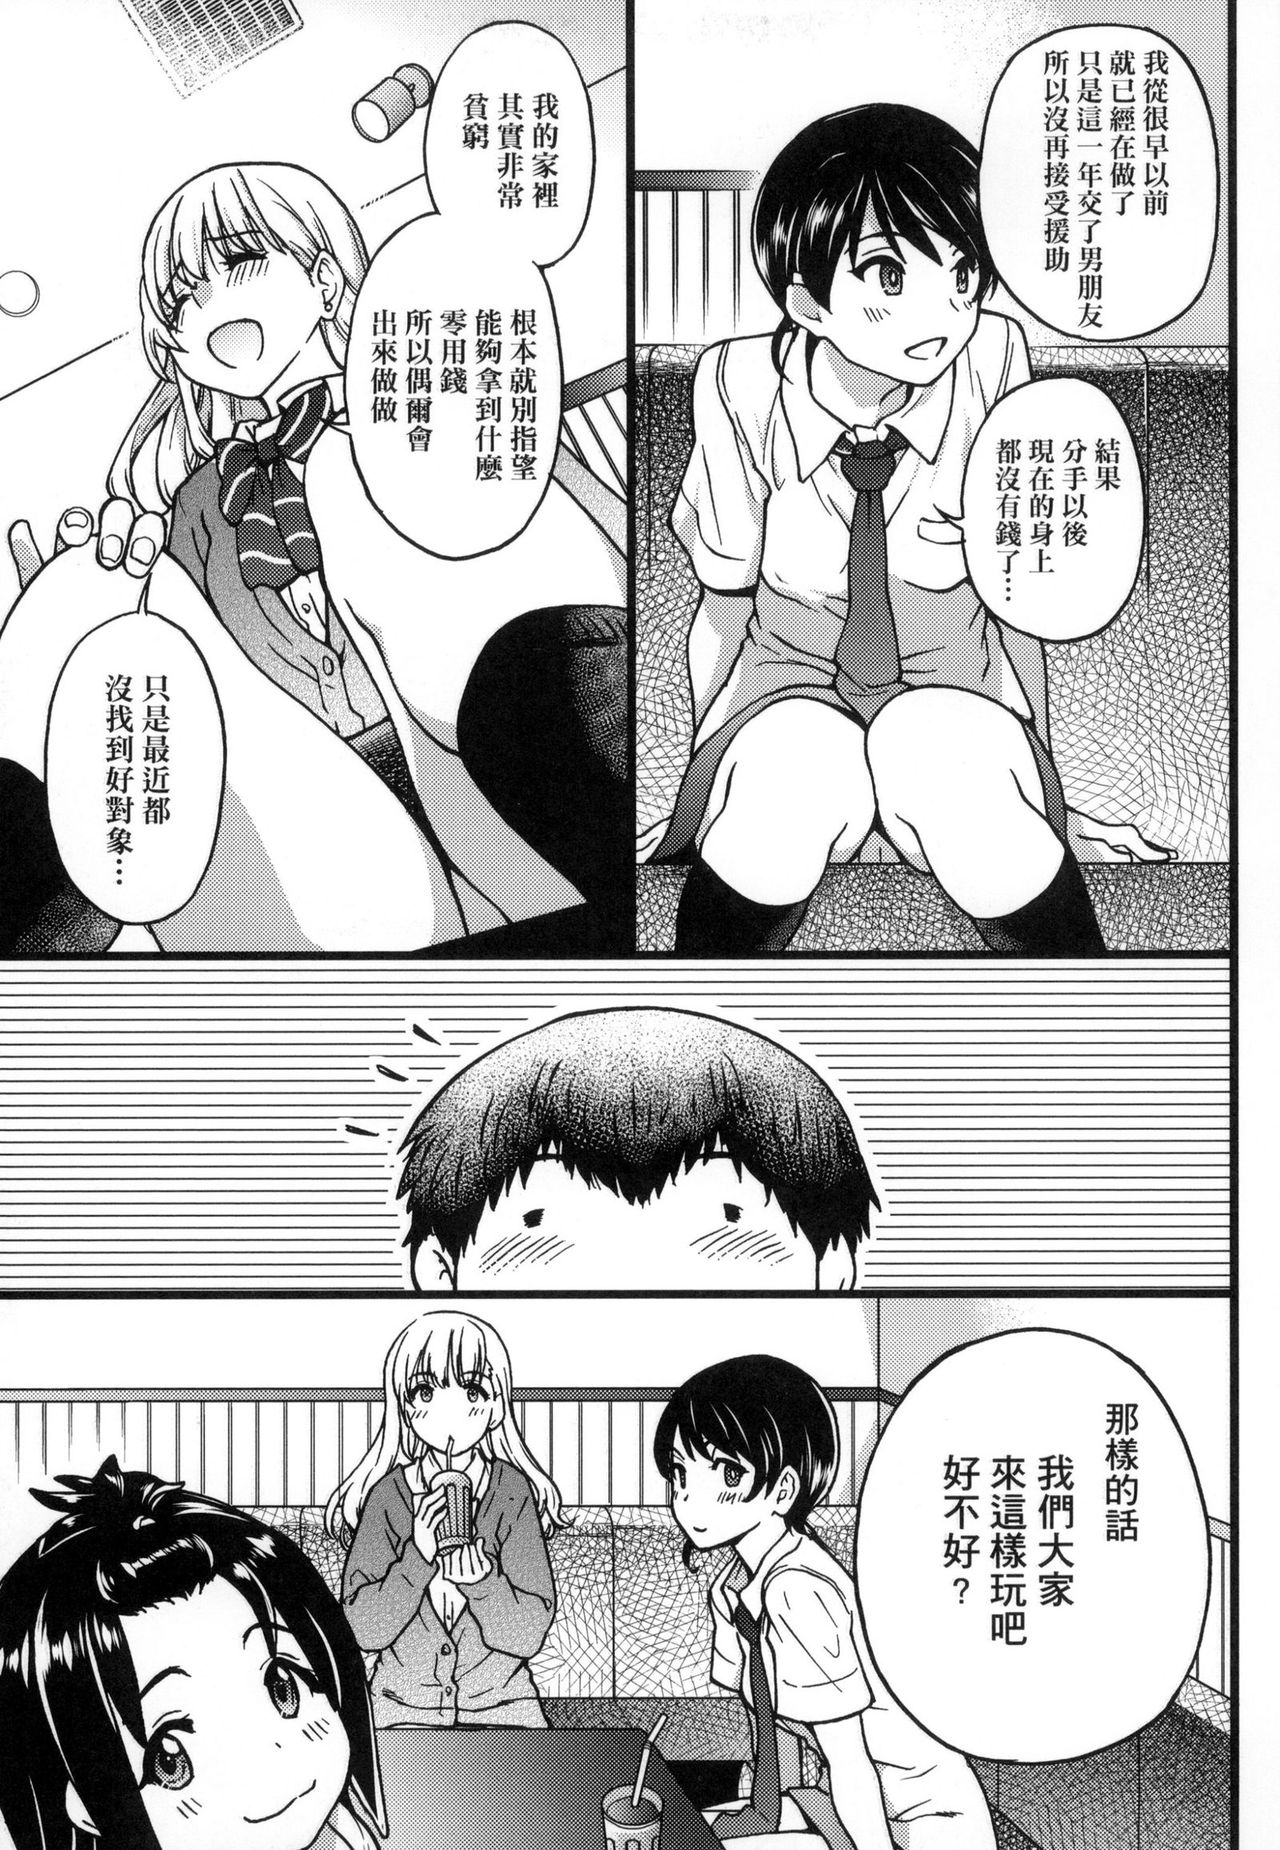 我從很早以前
就已經在做了
只是這一年交了男朋友
所以沒再接受援助
結果
分手以後
現在的身上
都沒有錢了…
我的家裡
其實非常
貧窮
根本就別指望
能夠拿到什麼
零用錢
所以偶爾會
出來做做
只是最近都
沒找到好對象…
那樣的話
我們大家
來這樣玩吧
好不好？